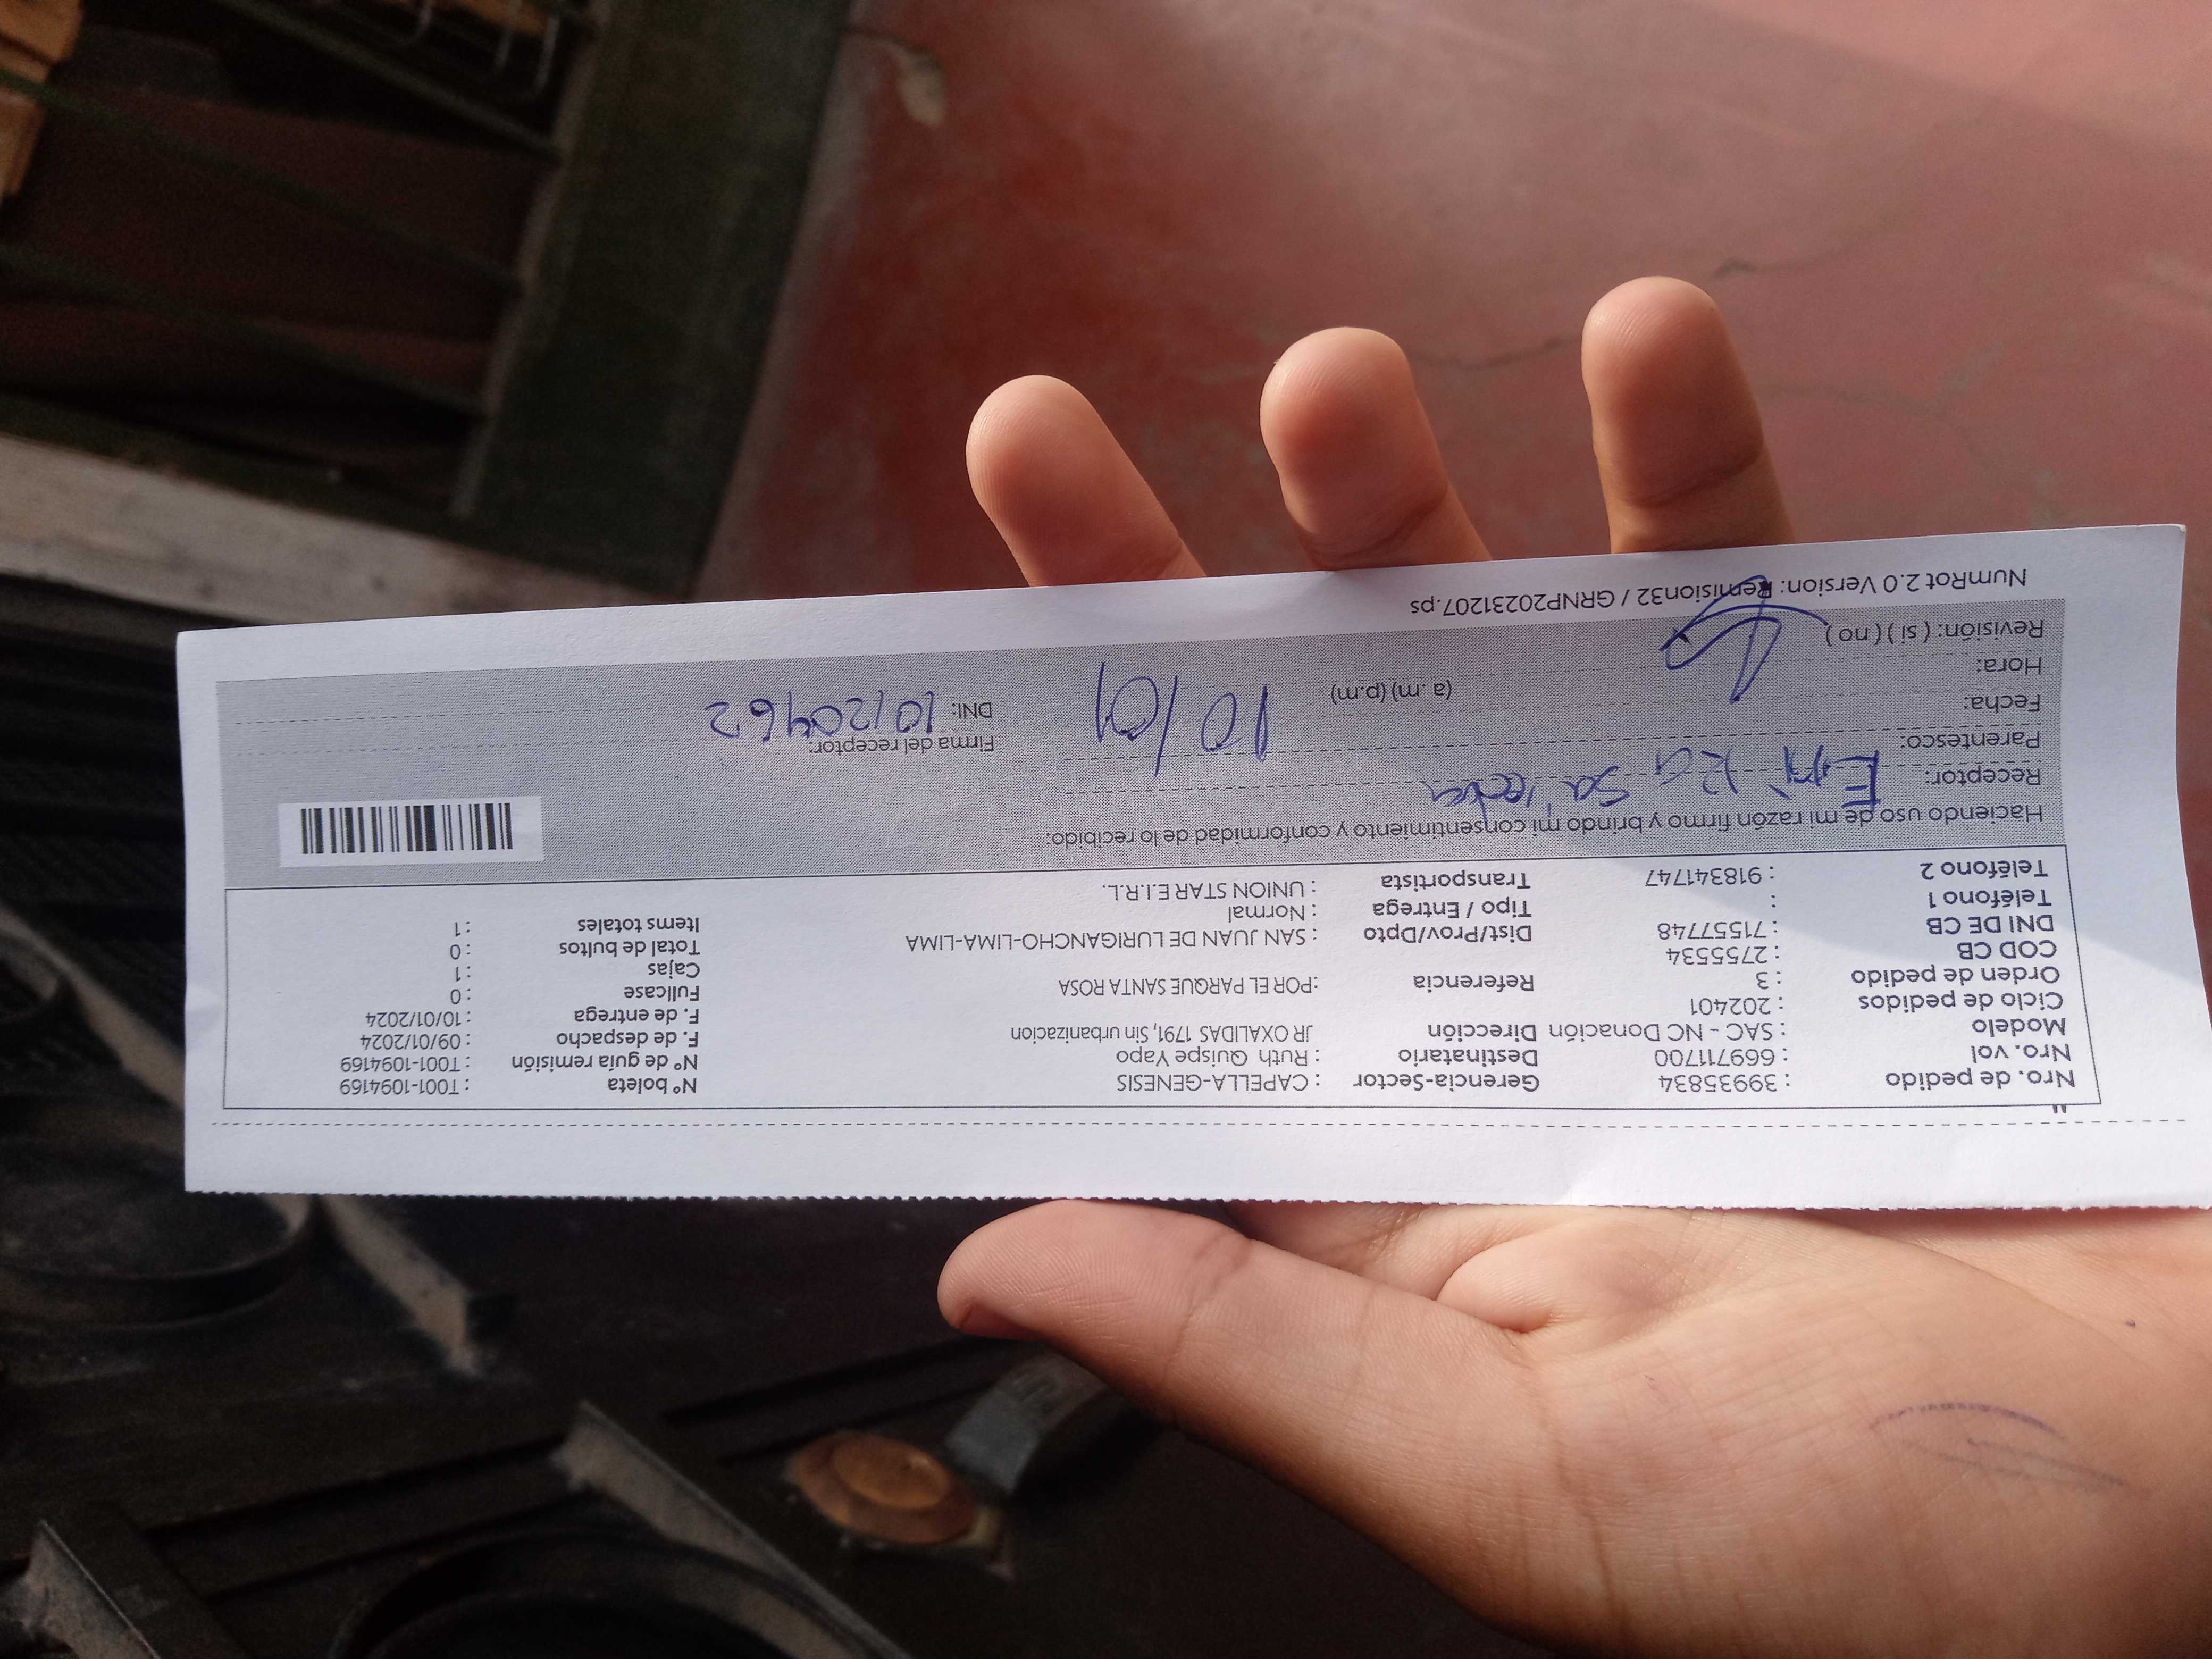 Nro. de pedido : 39935834 Gerencia-Sector : CAPELLA-GENESIS N° boleta : T001-1094169
Nro. vol : 669711700 Destinatario : Ruth Quispe Yapo N° de guía remisión : T001-1094169
Modelo : SAC - NC Donación Dirección JR OXALIDAS 1791, Sin urbanizacion F. de despacho : 09/01/2024
Ciclo de pedidos : 202401 F. de entrega : 10/01/2024
Orden de pedido : 3 Referencia :POR EL PARQUE SANTA ROSA Fullcase : 0
COD CB : 2755534 Cajas : 1
DNI DE CB : 71557748 Dist/Prov/Dpto : SAN JUAN DE LURIGANCHO-LIMA-LIMA Total de bultos : 0
Teléfono 1 : Tipo / Entrega : Normal Items totales : 1
Teléfono 2 : 918341747 Transportista : UNION STAR E.I.R.L.
Haciendo uso de mi razón firmo y brindo mi consentimiento y conformidad de lo recibido:
Receptor:
Parentesco: Firma del receptor:
Fecha: 10/01 DNI: 10120462
Hora: (a. m) (p.m)
Revisión: ( si ) ( no )
NumRot 2.0 Version: Remision32 / GRNP20231207.ps